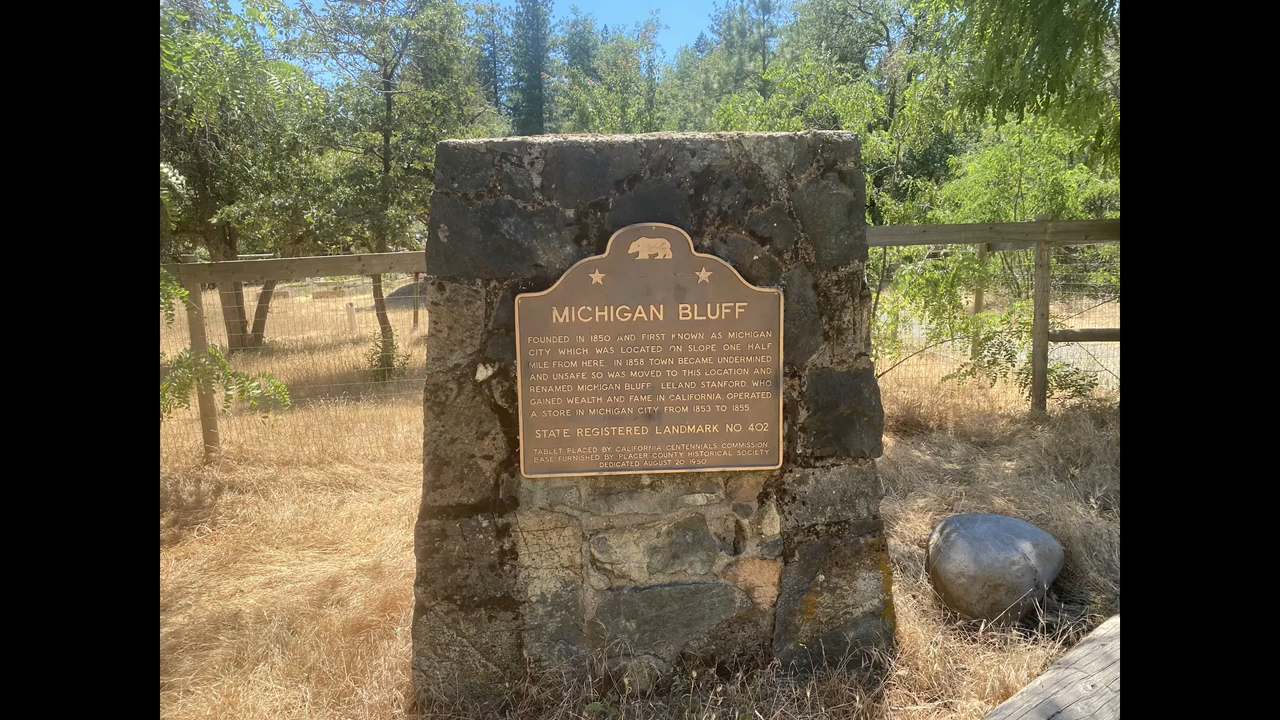 MICHIGAN BLUFF
FOUNDED IN 1850 AND FIRST KNOWN AS MICHIGAN
CITY WHICH WAS LOCATED ON SLOPE ONE HALF
MILE FROM HERE. IN 1858 TOWN BECAME UNDERMINED
AND UNSAFE SO WAS MOVED TO THIS LOCATION AND
RENAMED MICHIGAN BLUFF. LELAND STANFORD, WHO
GAINED WEALTH AND FAME IN CALIFORNIA, OPERATED
A STORE IN MICHIGAN CITY FROM 1853 TO 1855.
STATE REGISTERED LANDMARK NO. 402
TABLET PLACED BY CALIFORNIA CENTENNIALS COMMISSION
BASE FURNISHED BY PLACER COUNTY HISTORICAL SOCIETY
DEDICATED AUGUST 20, 1950